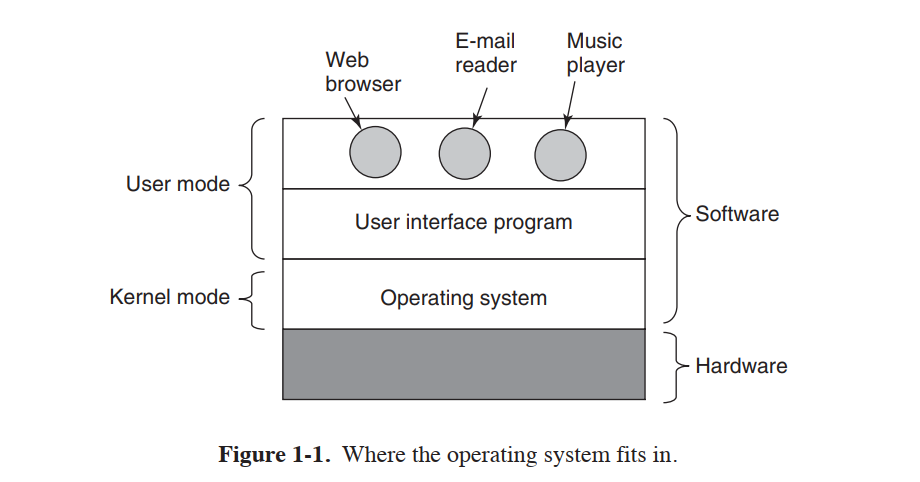 Web
browser
E-mail
reader
Music
player
User mode
User interface program
Software
Kernel mode
Operating system
Hardware
Figure 1-1. Where the operating system fits in.